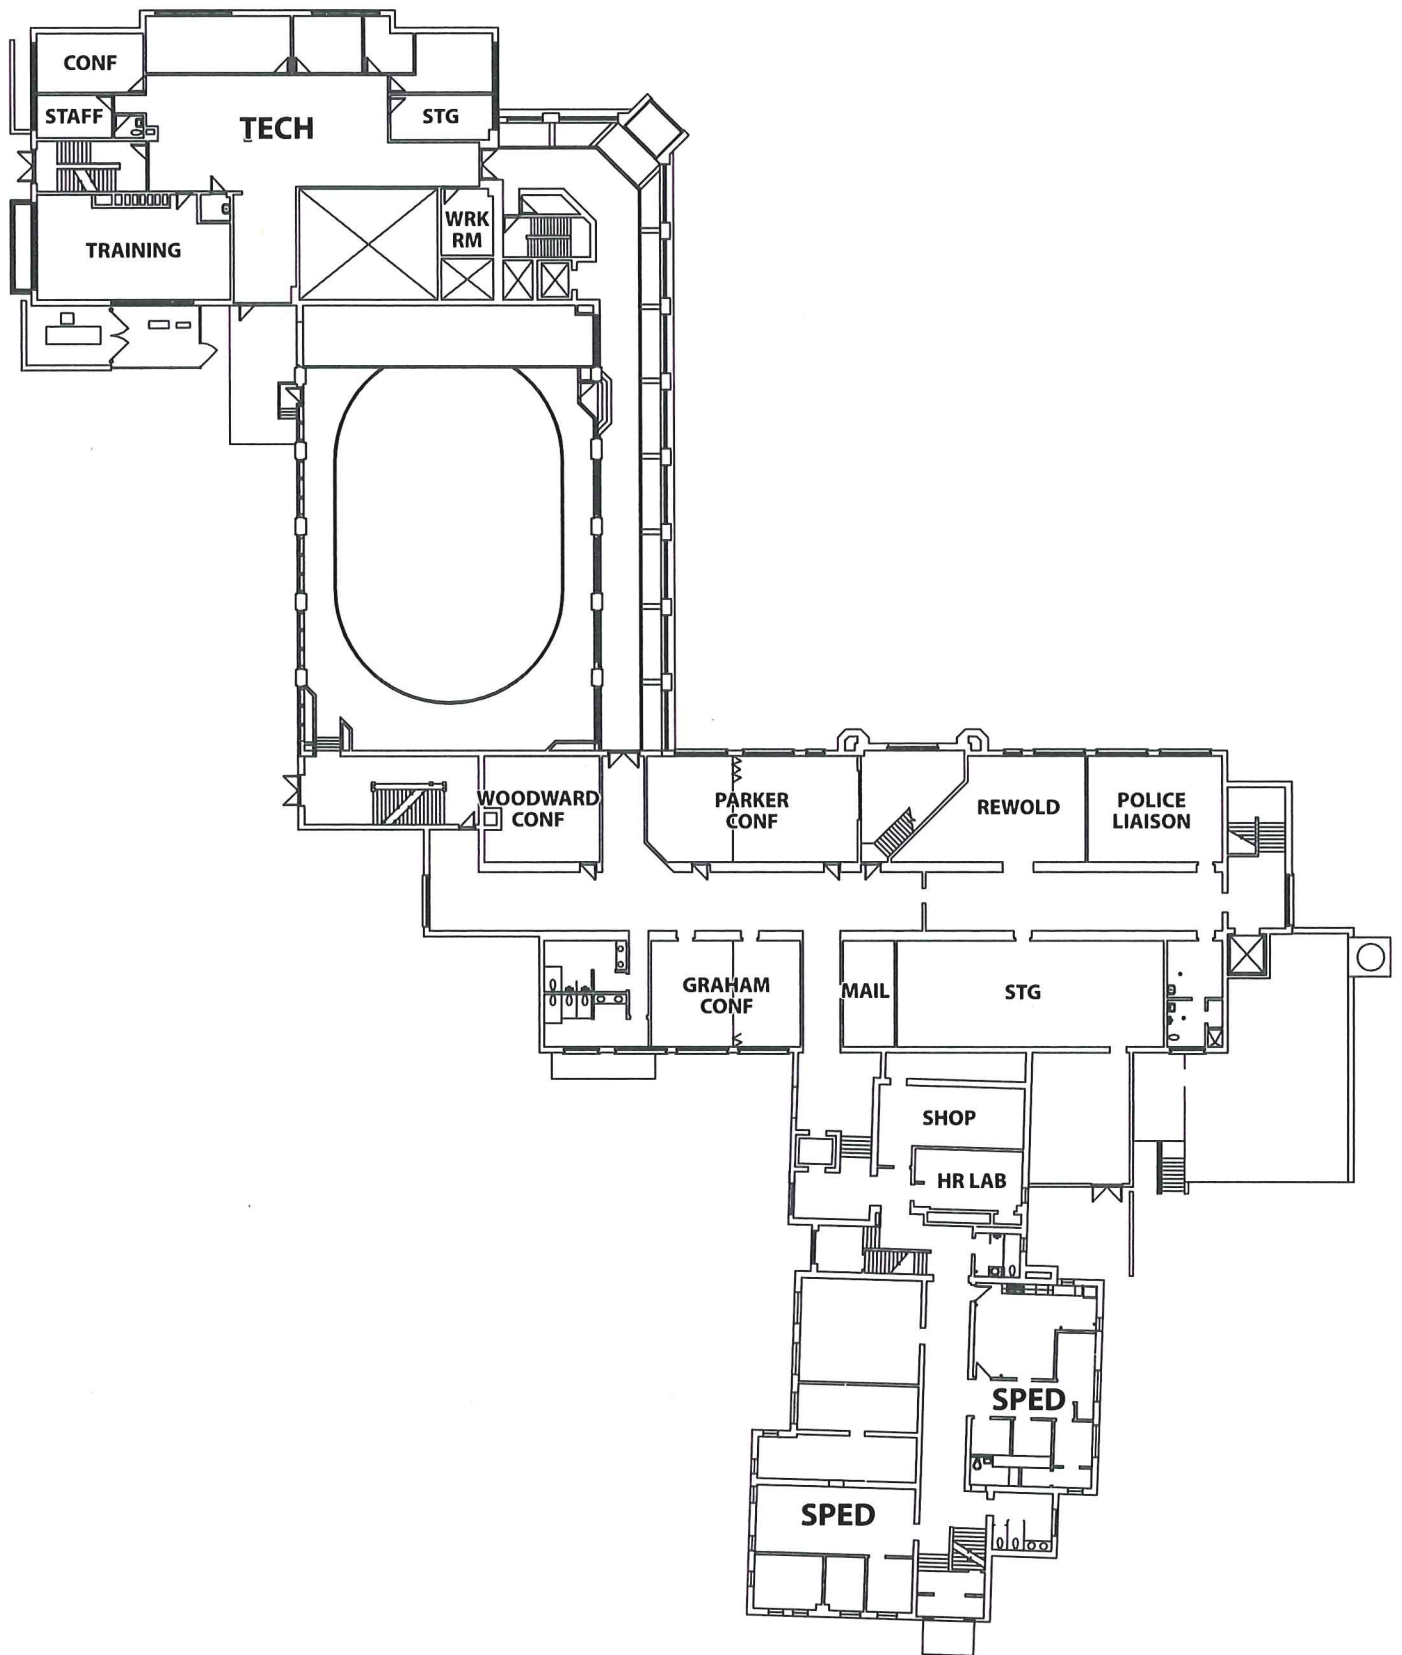 CONF
STAFF
TECH
STG
TRAINING
WRK
RM
WOODWARD
CONF
PARKER
CONF
REWOLD
POLICE
LIAISON
GRAHAM
CONF
MAIL
STG
SHOP
HR LAB
SPED
SPED